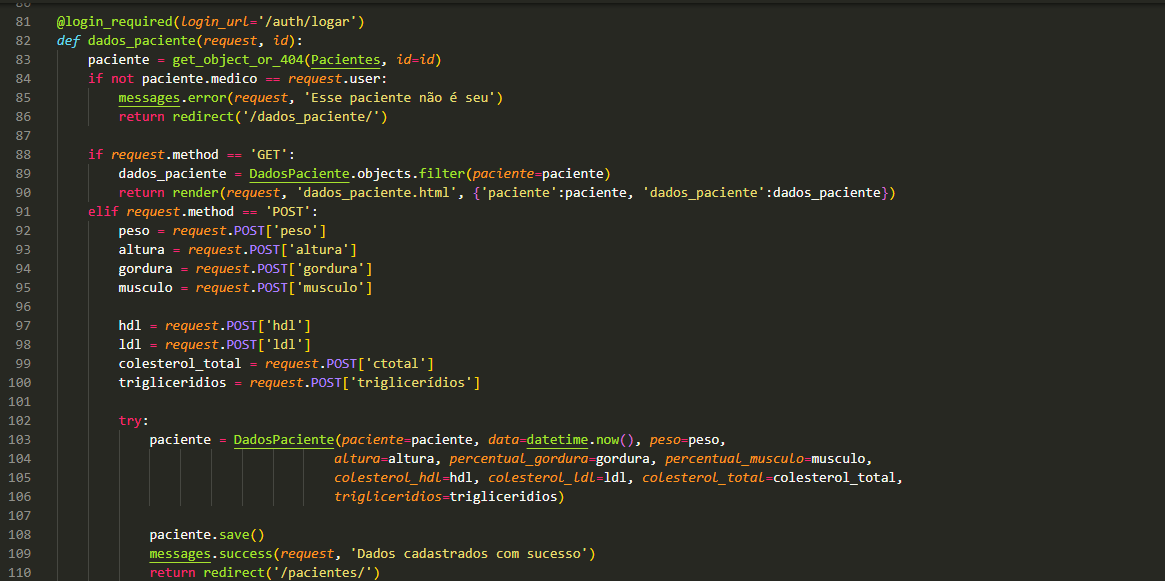 81 @login_required(login_url='/auth/logar')
82 def dados_paciente(request, id):
83     paciente = get_object_or_404(Pacientes, id=id)
84     if not paciente.medico == request.user:
85         messages.error(request, 'Esse paciente não é seu')
86         return redirect('/dados_paciente/')
87
88     if request.method == 'GET':
89         dados_paciente = DadosPaciente.objects.filter(paciente=paciente)
90         return render(request, 'dados_paciente.html', {'paciente':paciente, 'dados_paciente':dados_paciente})
91     elif request.method == 'POST':
92         peso = request.POST['peso']
93         altura = request.POST['altura']
94         gordura = request.POST['gordura']
95         musculo = request.POST['musculo']
96
97         hdl = request.POST['hdl']
98         ldl = request.POST['ldl']
99         colesterol_total = request.POST['ctotal']
100         trigliceridios = request.POST['triglicerídios']
101
102         try:
103             paciente = DadosPaciente(paciente=paciente, data=datetime.now(), peso=peso,
104                                     altura=altura, percentual_gordura=gordura, percentual_musculo=musculo,
105                                     colesterol_hdl=hdl, colesterol_ldl=ldl, colesterol_total=colesterol_total,
106                                     trigliceridios=trigliceridios)
107
108             paciente.save()
109             messages.success(request, 'Dados cadastrados com sucesso')
110             return redirect('/pacientes/')